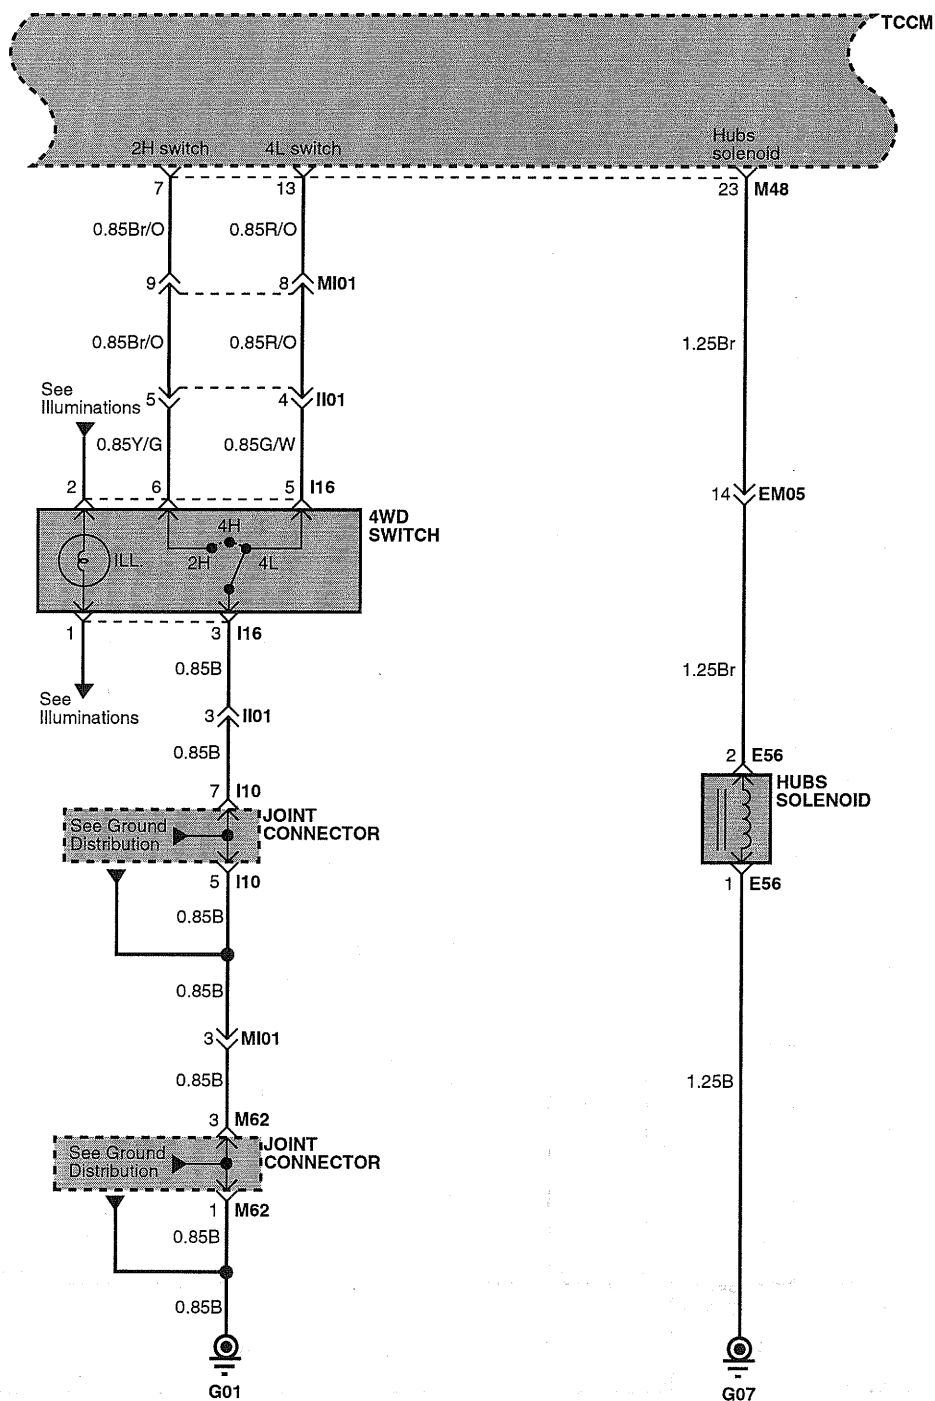 TCCM
2H switch 4L switch Hubs
solenoid
7 13 23 M48
0.85Br/O 0.85R/O
9 8 MI01
0.85Br/O 0.85R/O 1.25Br
See
Illuminations
5 4 II01
0.85Y/G 0.85G/W
2 6 5 I16
14 EM05
4WD
SWITCH
4H
ILL. 2H 4L
1 3 I16
0.85B 1.25Br
See
Illuminations
3 II01
0.85B
2 E56
HUBS
SOLENOID
7 I10
JOINT
CONNECTOR
See Ground
Distribution
5 I10
1 E56
0.85B
0.85B
3 MI01
0.85B 1.25B
3 M62
JOINT
CONNECTOR
See Ground
Distribution
1 M62
0.85B
0.85B
G01 G07